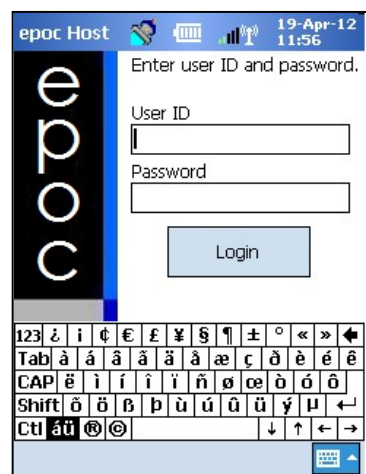 epoc Host 19-Apr-12
11:56
epoc
Enter user ID and password.
User ID
Password
Login
123 ¿ ¡ ¢ € £ ¥ § ¶ ± ° « »
Tab à á â ã ä å æ ç ð è é ê
CAP ë ì í î ï ñ ø œ ò ó ô
Shift õ ö ß þ ù ú û ü ý µ ↵
Ctl áü ® © ↓ ↑ ← →